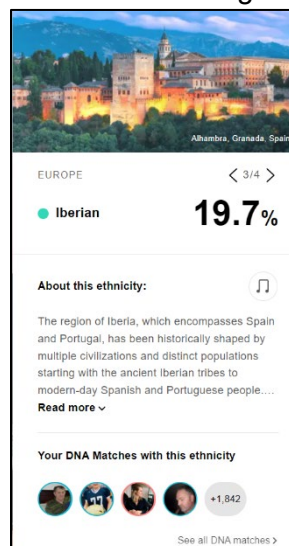 Alhambra, Granada, Spain
EUROPE
3/4
Iberian
19.7%
About this ethnicity:
The region of Iberia, which encompasses Spain
and Portugal, has been historically shaped by
multiple civilizations and distinct populations
starting with the ancient Iberian tribes to
modern-day Spanish and Portuguese people....
Read more
Your DNA Matches with this ethnicity
+1,842
See all DNA matches